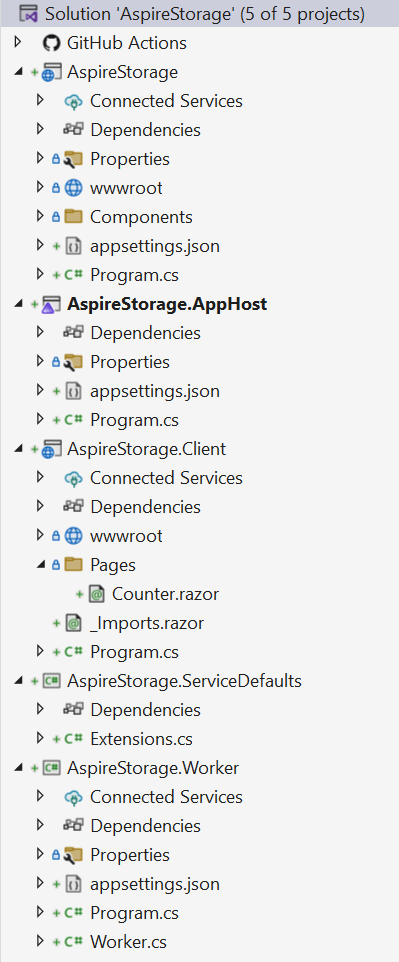 Solution 'AspireStorage' (5 of 5 projects)
GitHub Actions
AspireStorage
Connected Services
Dependencies
Properties
wwwroot
Components
appsettings.json
C# Program.cs
AspireStorage.AppHost
Dependencies
Properties
appsettings.json
C# Program.cs
AspireStorage.Client
Connected Services
Dependencies
wwwroot
Pages
@ Counter.razor
@ _Imports.razor
C# Program.cs
C# AspireStorage.ServiceDefaults
Dependencies
C# Extensions.cs
C# AspireStorage.Worker
Connected Services
Dependencies
Properties
appsettings.json
C# Program.cs
C# Worker.cs